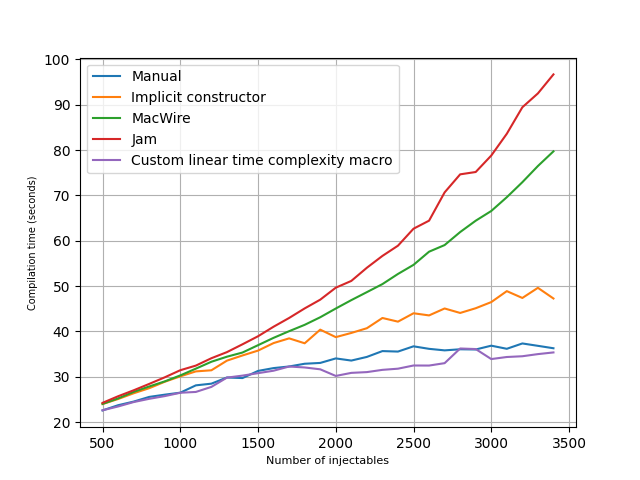 100
90
80
70
60
50
40
30
20
Compilation time (seconds)
Manual
Implicit constructor
MacWire
Jam
Custom linear time complexity macro
500 1000 1500 2000 2500 3000 3500
Number of injectables